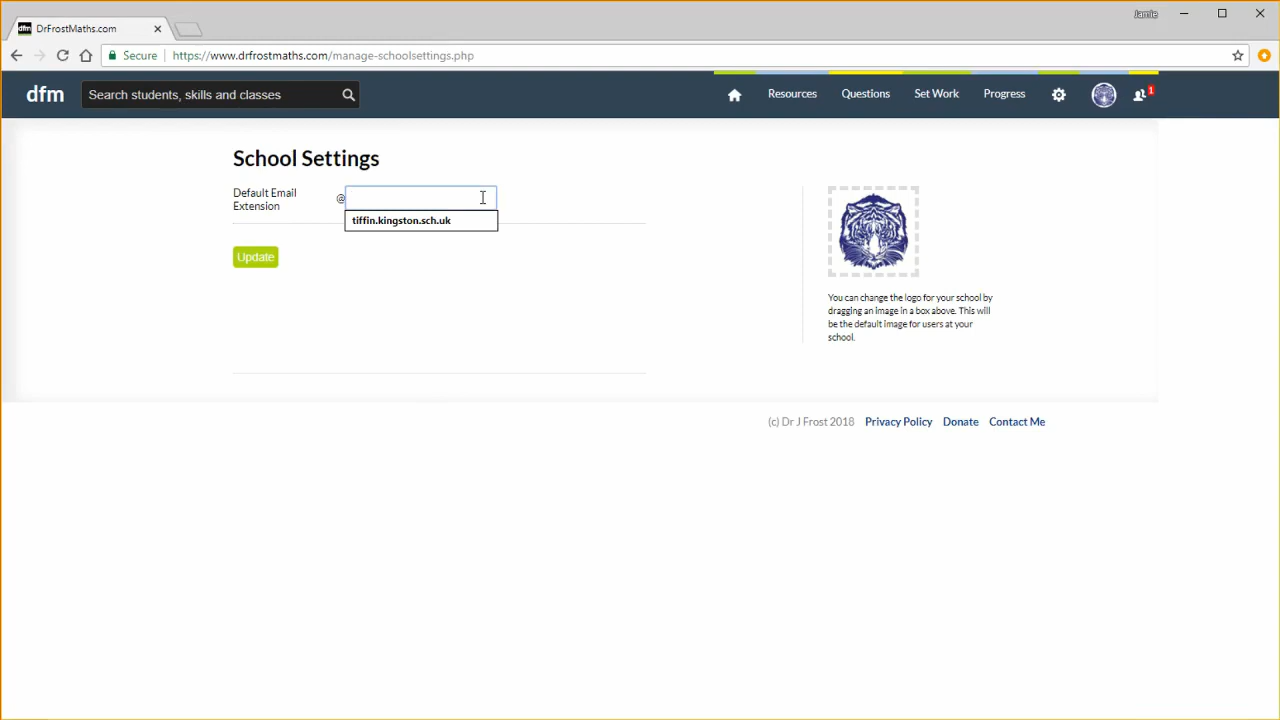 DrFrostMaths.com
Jamie
Secure
https://www.drfrostmaths.com/manage-schoolsettings.php
dfm
Search students, skills and classes
Resources
Questions
Set Work
Progress
1
School Settings
Default Email
Extension
@
tiffin.kingston.sch.uk
Update
You can change the logo for your school by
dragging an image in a box above. This will
be the default image for users at your
school.
(c) Dr J Frost 2018
Privacy Policy
Donate
Contact Me